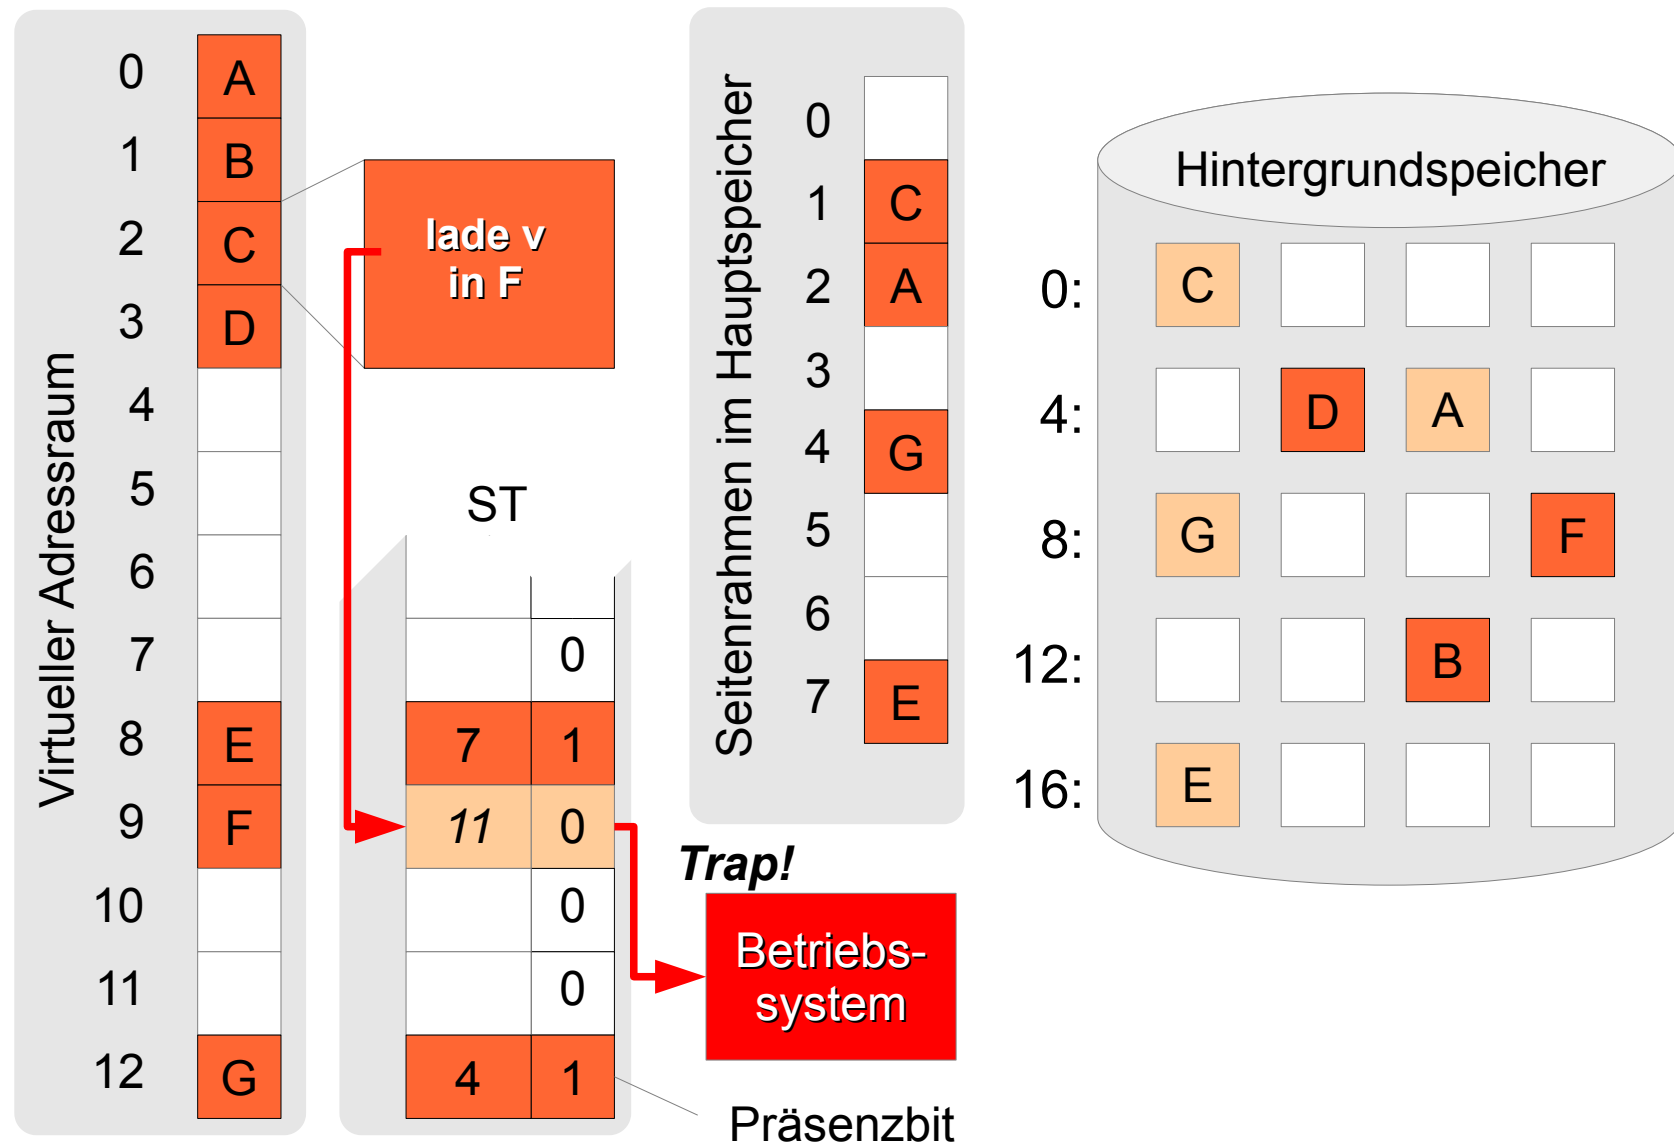 Virtueller Adressraum
0 A
1 B
2 C
3 D
4
5
6
7
8 E
9 F
10
11
12 G
lade v
in F
ST
0
7 1
11 0
0
0
4 1
Präsenzbit
Trap!
Betriebs-
system
Seitenrahmen im Hauptspeicher
0
1 C
2 A
3
4 G
5
6
7 E
Hintergrundspeicher
0: C
4: D A
8: G F
12: B
16: E